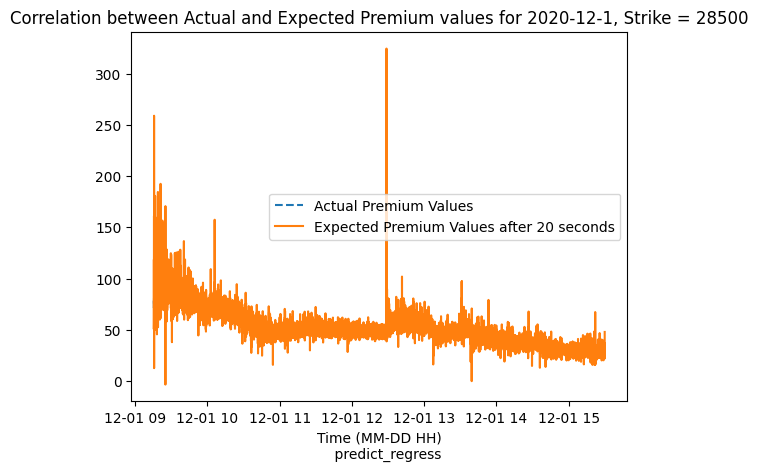 Correlation between Actual and Expected Premium values for 2020-12-1, Strike = 28500
300
250
200
150
100
50
0
Actual Premium Values
Expected Premium Values after 20 seconds
12-01 09 12-01 10 12-01 11 12-01 12 12-01 13 12-01 14 12-01 15
Time (MM-DD HH)
predict_regress